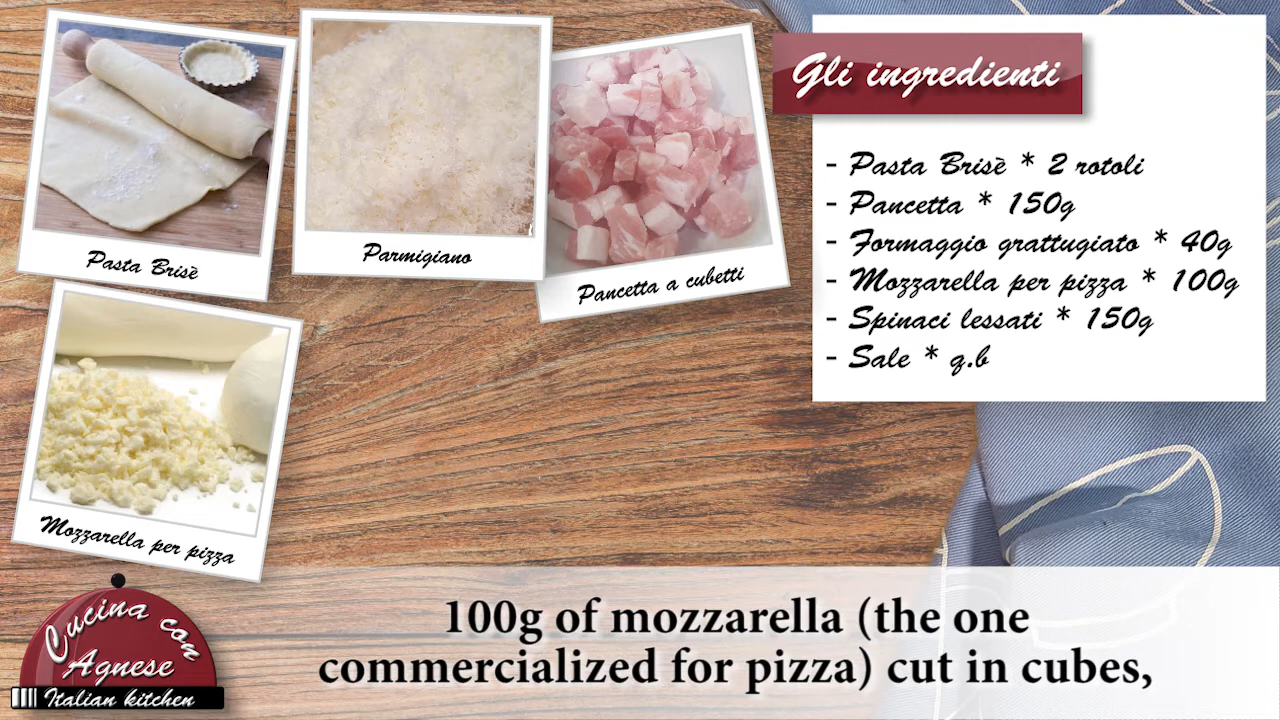 Pasta Brisè
Parmigiano
Pancetta a cubetti
Mozzarella per pizza
Gli ingredienti
- Pasta Brisè * 2 rotoli
- Pancetta * 150g
- Formaggio grattugiato * 40g
- Mozzarella per pizza * 100g
- Spinaci lessati * 150g
- Sale * q.b
Cucina con
Agnese
Italian kitchen
100g of mozzarella (the one
commercialized for pizza) cut in cubes,